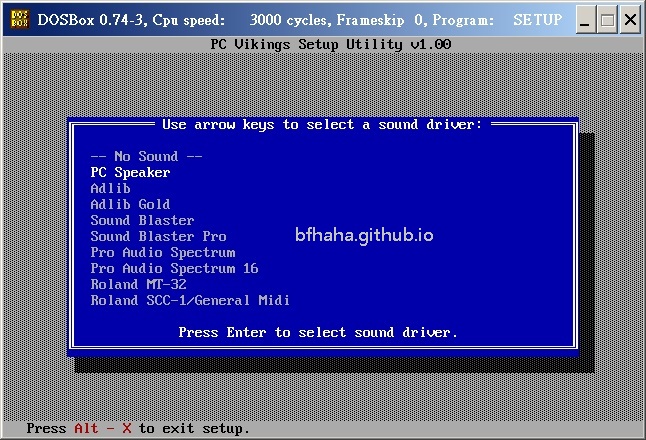 DOS BOX DOSBox 0.74-3, Cpu speed: 3000 cycles, Frameskip 0, Program: SETUP
PC Vikings Setup Utility v1.00
Use arrow keys to select a sound driver:
-- No Sound --
PC Speaker
Adlib
Adlib Gold
Sound Blaster
Sound Blaster Pro
bfhaha.github.io
Pro Audio Spectrum
Pro Audio Spectrum 16
Roland MT-32
Roland SCC-1/General Midi
Press Enter to select sound driver.
Press Alt - X to exit setup.